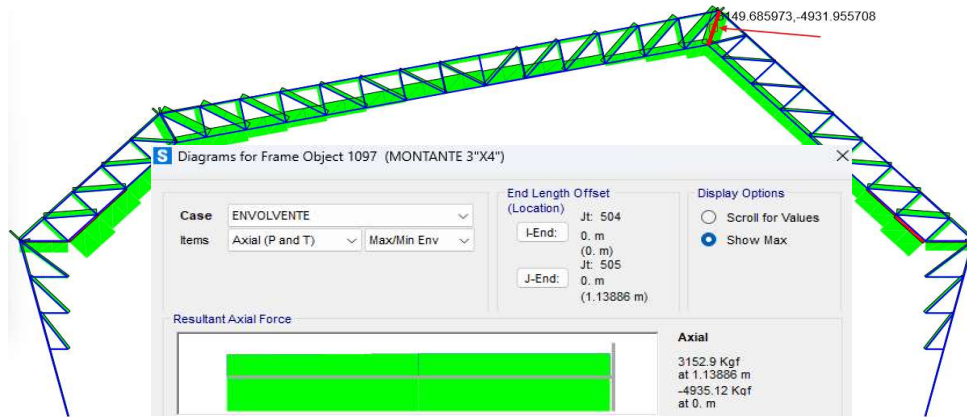 149.685973,-4931.955708
S Diagrams for Frame Object 1097 (MONTANTE 3"X4")
Case ENVOLVENTE
Items Axial (P and T) Max/Min Env
End Length Offset
(Location)
Jt: 504
I-End: 0. m
(0. m)
Jt: 505
J-End: 0. m
(1.13886 m)
Display Options
Scroll for Values
Show Max
Resultant Axial Force
Axial
3152.9 Kgf
at 1.13886 m
-4935.12 Kgf
at 0. m